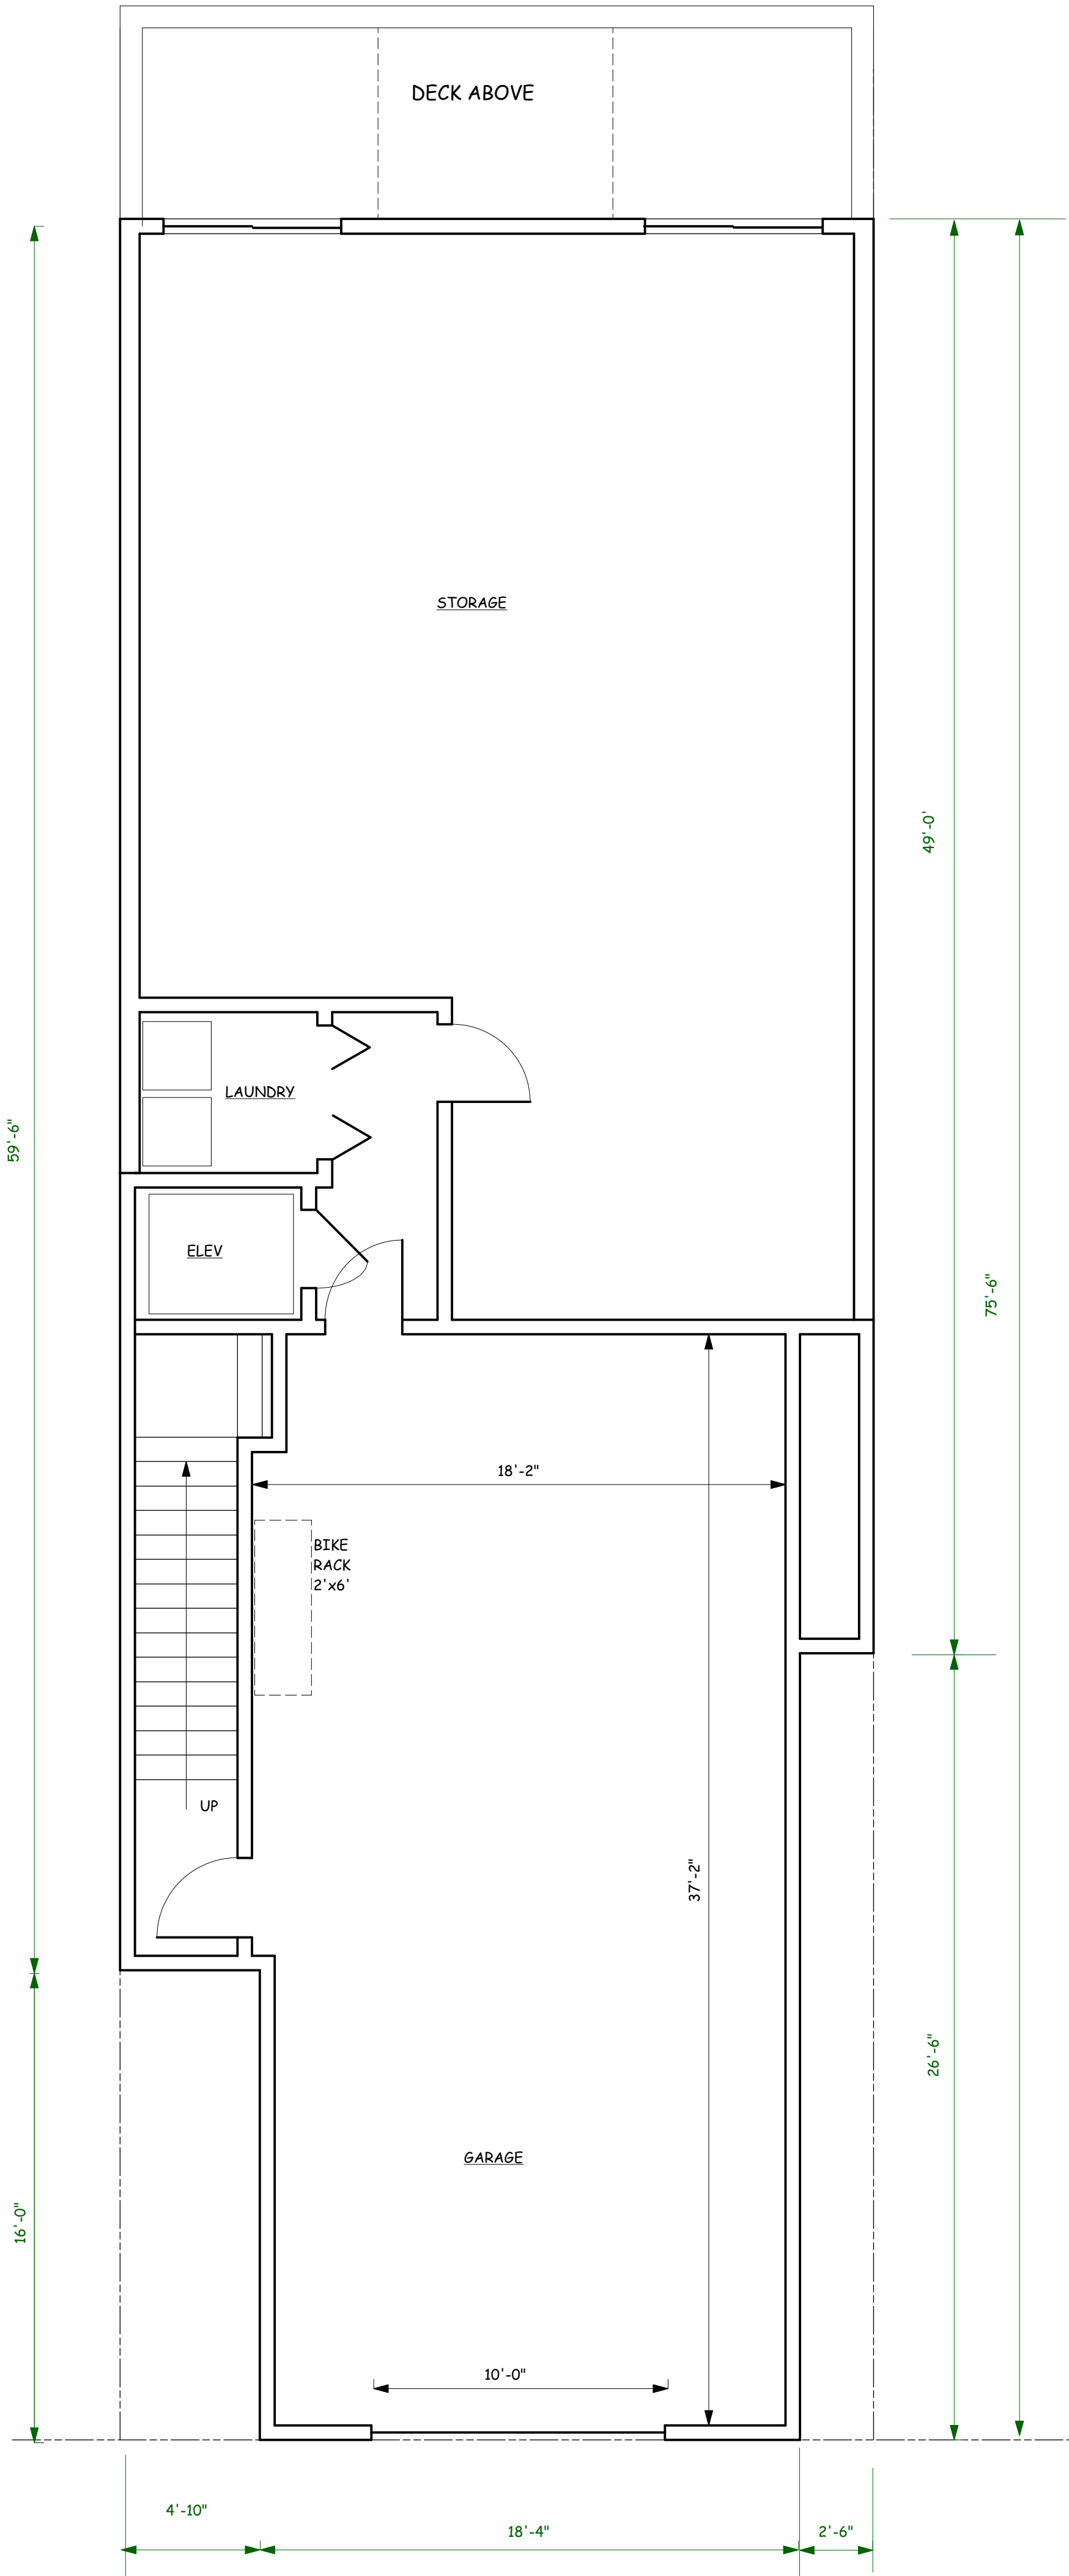 DECK ABOVE
STORAGE
49'-0'
LAUNDRY
59'-6"
ELEV
75'-6"
18'-2"
BIKE
RACK
2'x6'
UP
37'-2"
26'-6"
GARAGE
16'-0"
10'-0"
4'-10"
18'-4"
2'-6"